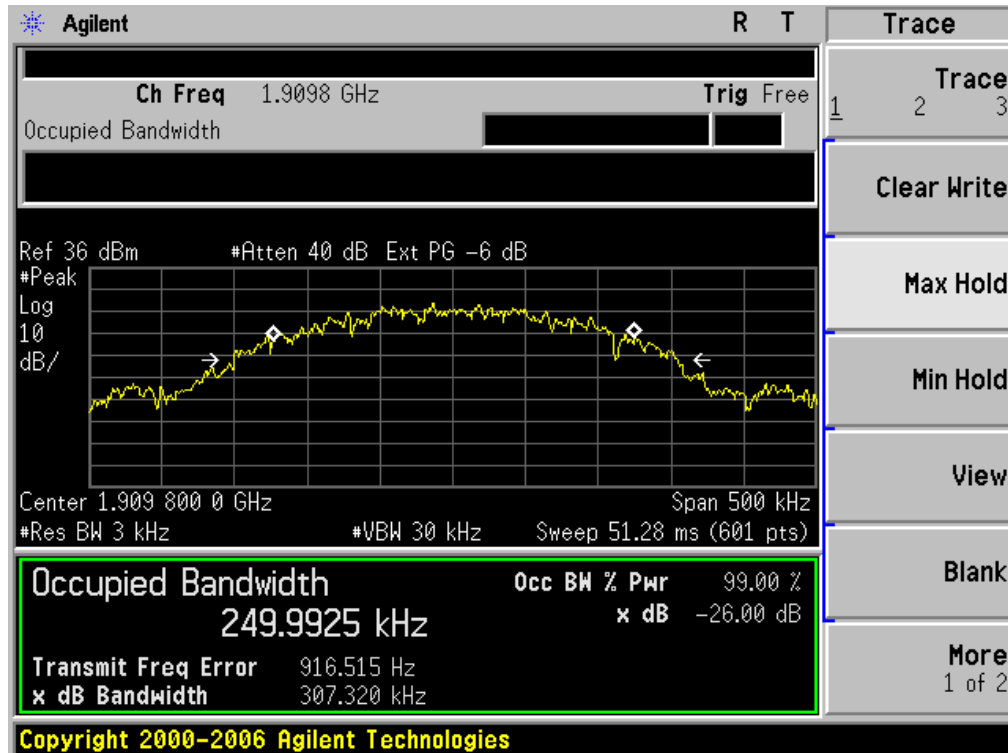 Agilent R T Trace
Ch Freq 1.9098 GHz Trig Free
Occupied Bandwidth
Trace
1 2 3
Clear Write
Max Hold
Min Hold
View
Blank
More
1 of 2
Ref 36 dBm #Atten 40 dB Ext PG -6 dB
#Peak
Log
10
dB/
Center 1.909 800 0 GHz Span 500 kHz
#Res BW 3 kHz #VBW 30 kHz Sweep 51.28 ms (601 pts)
Occupied Bandwidth Occ BW % Pwr 99.00 %
249.9925 kHz x dB -26.00 dB
Transmit Freq Error 916.515 Hz
x dB Bandwidth 307.320 kHz
Copyright 2000-2006 Agilent Technologies